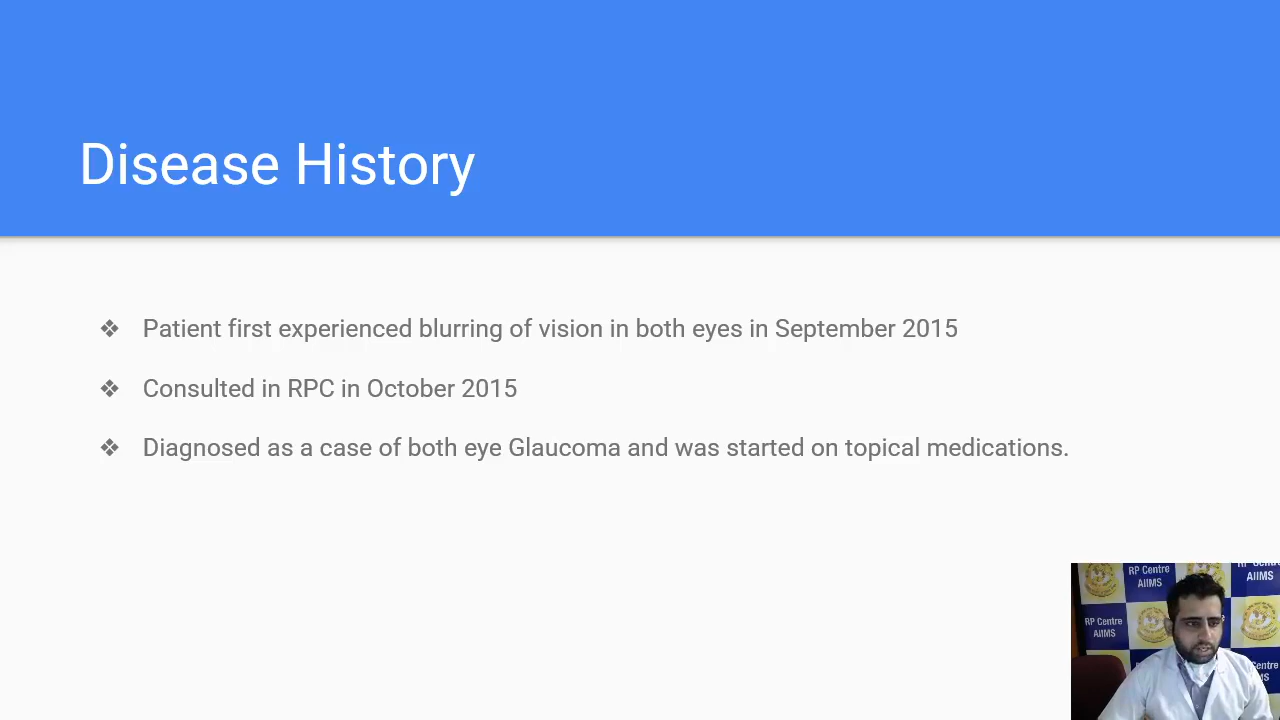 Disease History
❖ Patient first experienced blurring of vision in both eyes in September 2015
❖ Consulted in RPC in October 2015
❖ Diagnosed as a case of both eye Glaucoma and was started on topical medications.
RP Centre
AIIMS
AIIMS
RP Centre
AIIMS
Centre